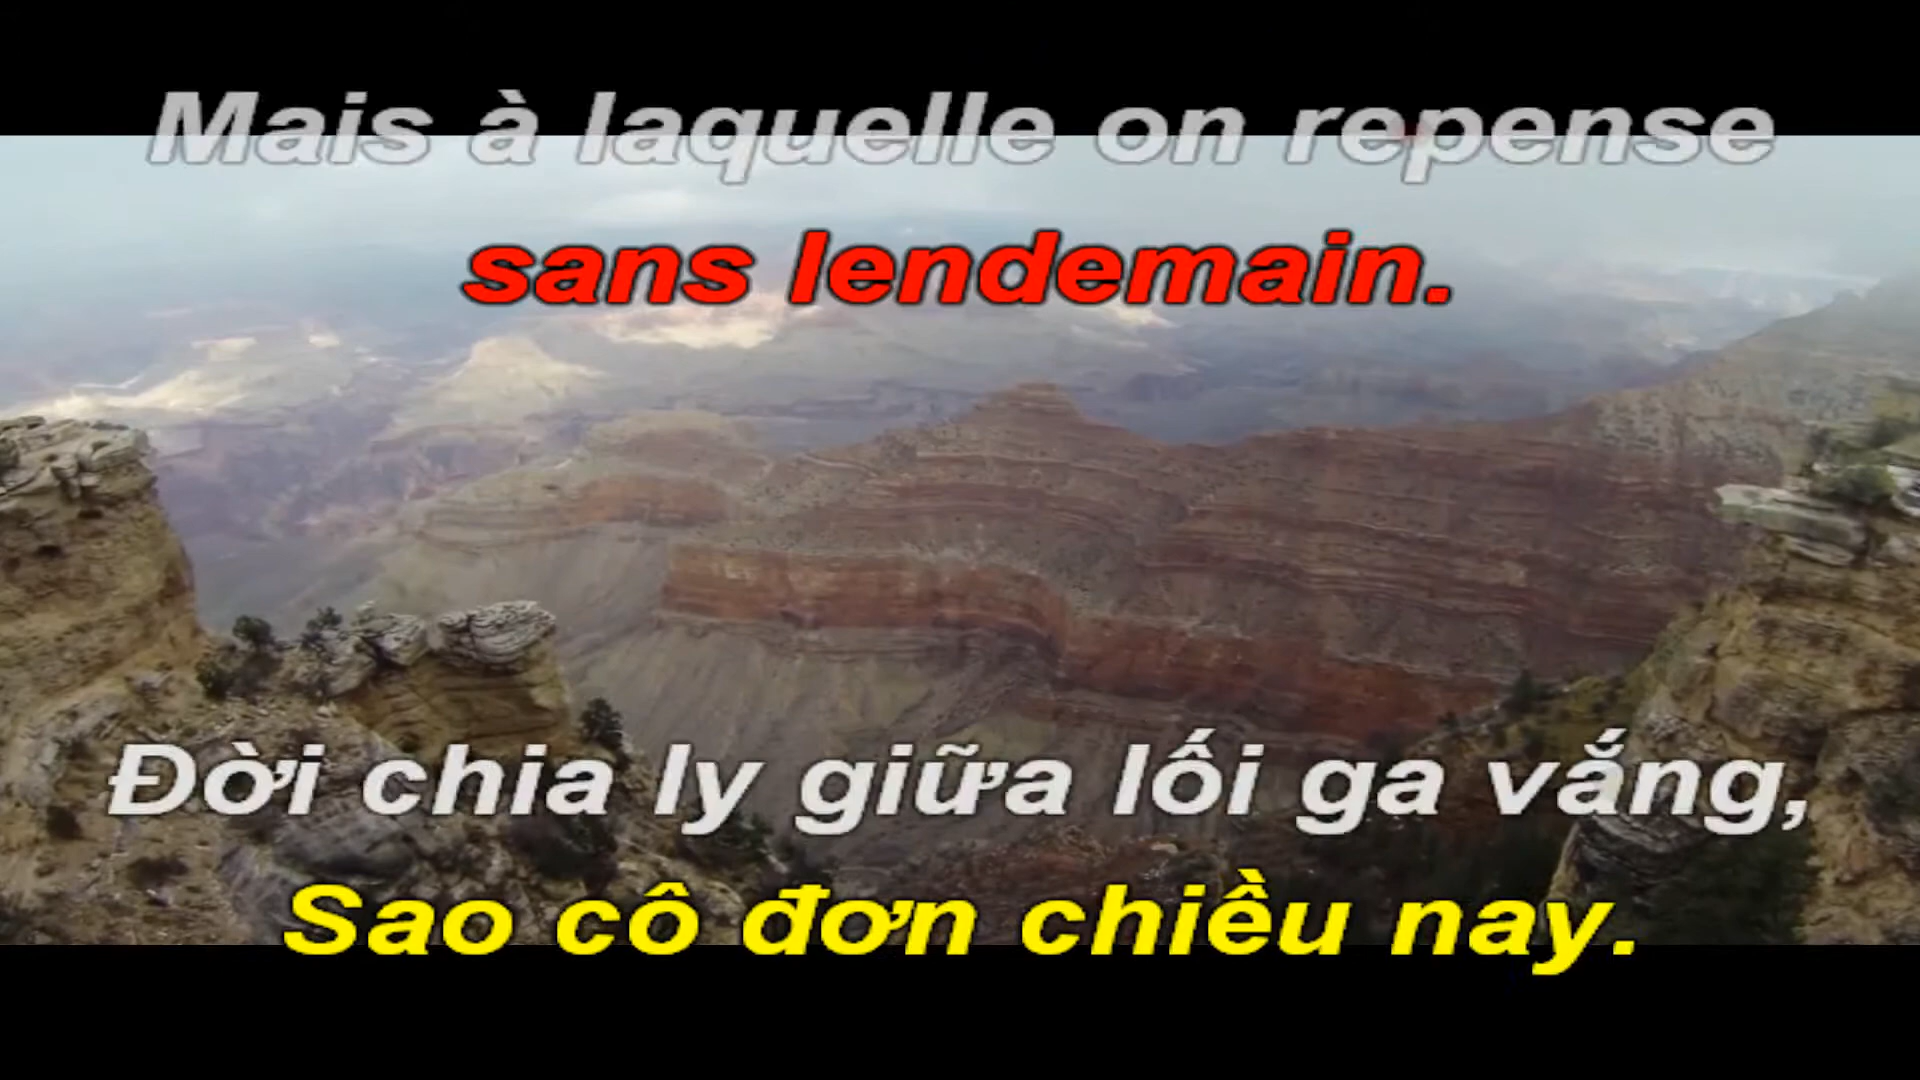 Mais à laquelle on repense
sans lendemain.
Đời chia ly giữa lối ga vắng,
Sao cô đơn chiều nay.